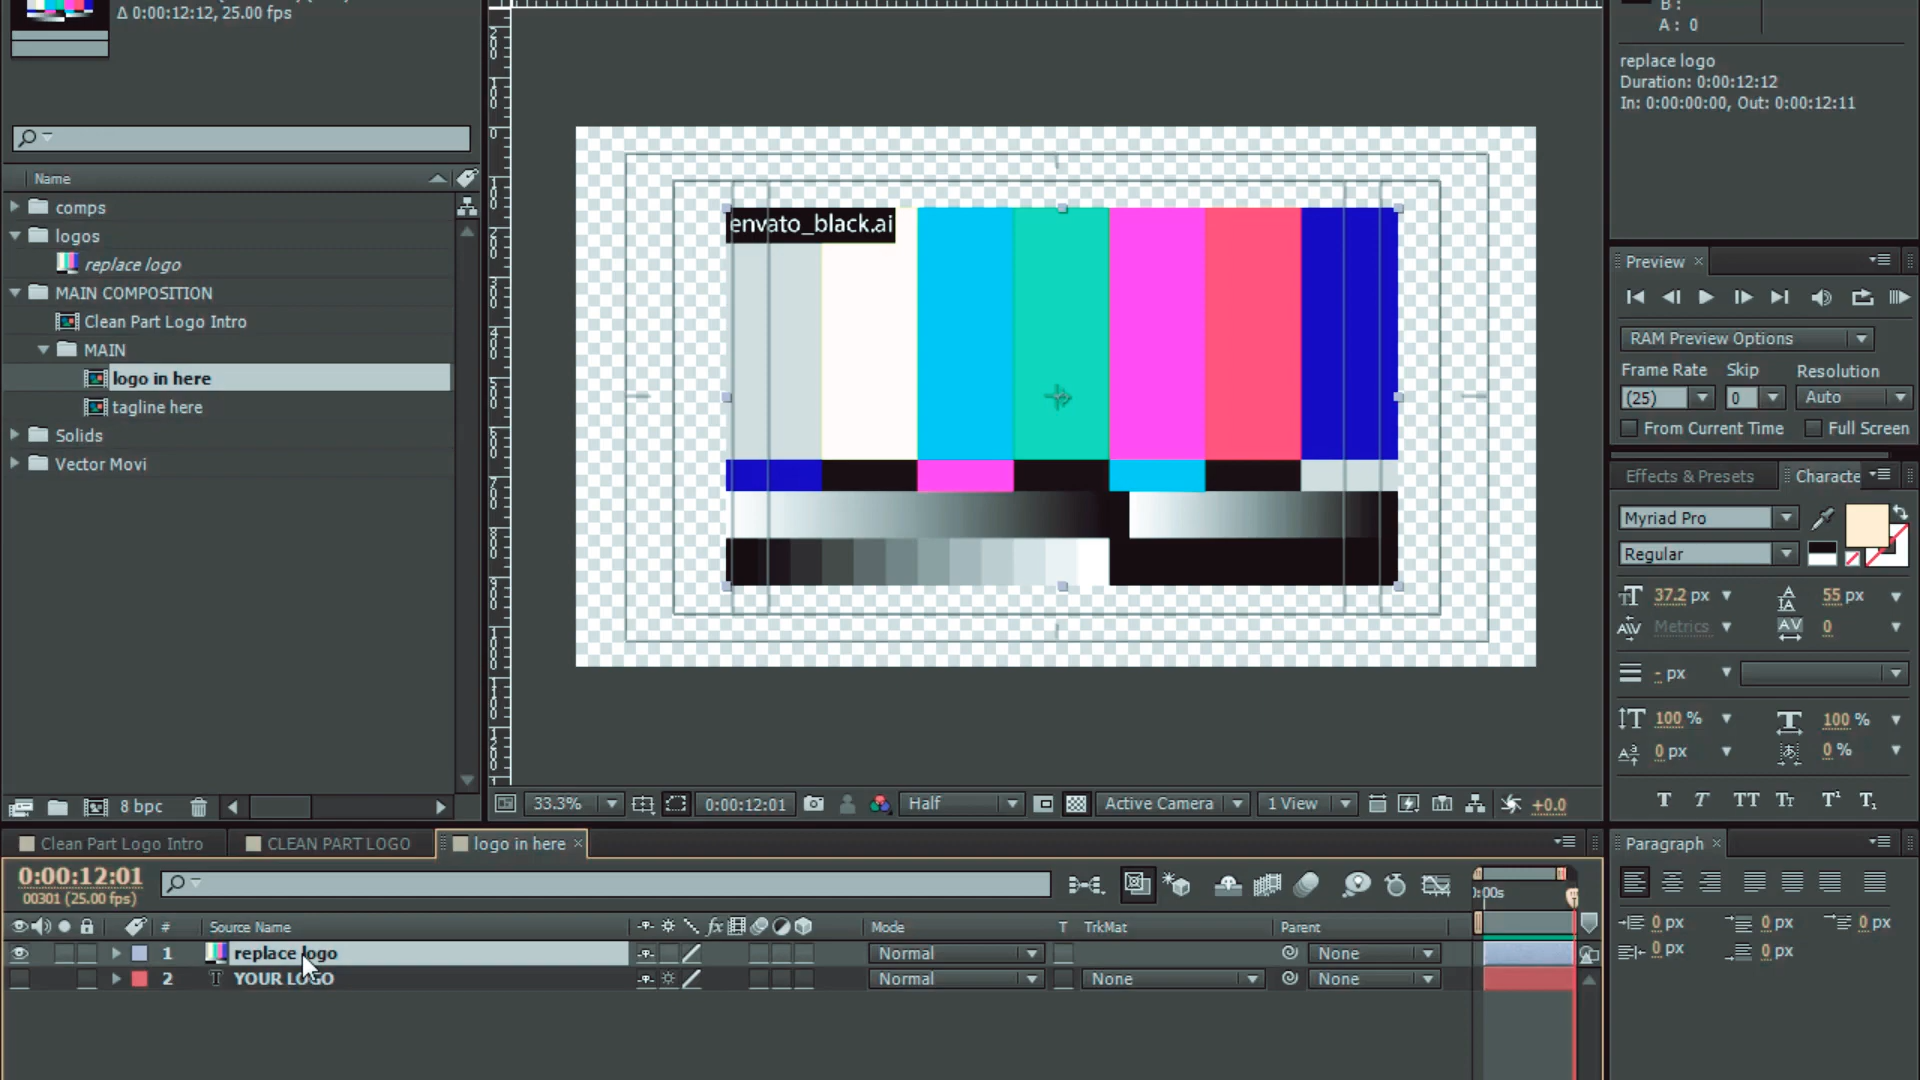 Δ 0:00:12:12, 25.00 fps
Name
comps
logos
replace logo
MAIN COMPOSITION
Clean Part Logo Intro
MAIN
logo in here
tagline here
Solids
Vector Movi
8 bpc
envato_black.ai
33.3%
0:00:12:01
Half
Active Camera
1 View
+0.0
B :
A : 0
replace logo
Duration: 0:00:12:12
In: 0:00:00:00, Out: 0:00:12:11
Preview
RAM Preview Options
Frame Rate Skip Resolution
(25) 0 Auto
From Current Time Full Screen
Effects & Presets Characte
Myriad Pro
Regular
37.2 px 55 px
Metrics 0
- px
100 % 100 %
0 px 0 %
T T TT Tt T¹ T₁
Clean Part Logo Intro CLEAN PART LOGO logo in here
0:00:12:01
00301 (25.00 fps)
# Source Name Mode T TrkMat Parent
1 replace logo Normal None
2 YOUR LOGO Normal None None
):00s
Paragraph
0 px 0 px 0 px
0 px 0 px